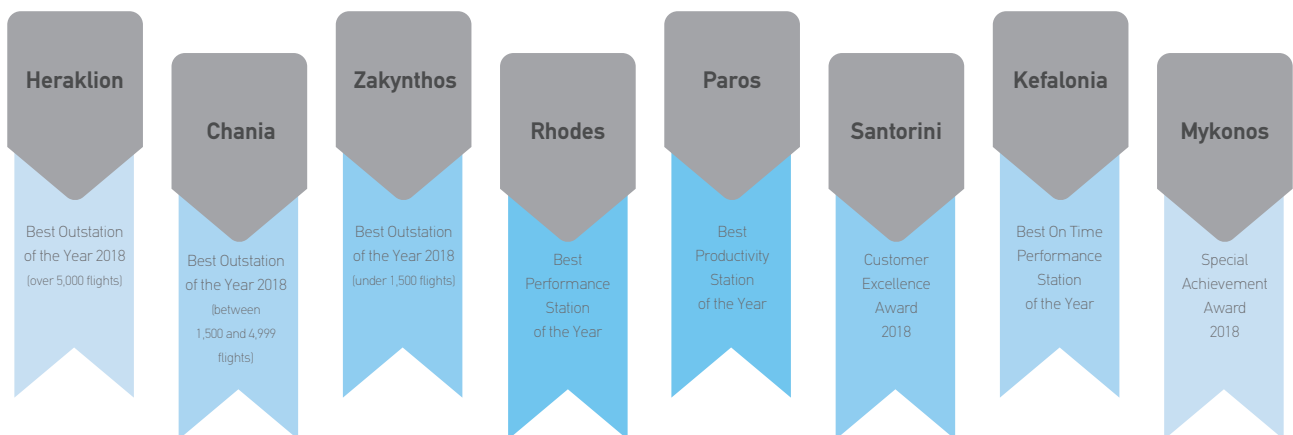 Heraklion
Best Outstation
of the Year 2018
(over 5,000 flights)
Chania
Best Outstation
of the Year 2018
(between
1,500 and 4,999
flights)
Zakynthos
Best Outstation
of the Year 2018
(under 1,500 flights)
Rhodes
Best
Performance
Station
of the Year
Paros
Best
Productivity
Station
of the Year
Santorini
Customer
Excellence
Award
2018
Kefalonia
Best On Time
Performance
Station
of the Year
Mykonos
Special
Achievement
Award
2018